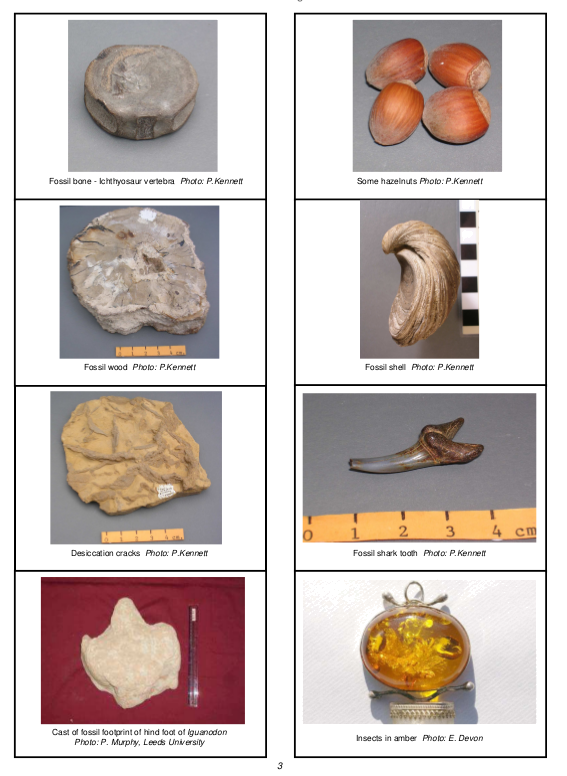 Fossil bone - Ichthyosaur vertebra Photo: P.Kennett
Some hazelnuts Photo: P.Kennett
Fossil wood Photo: P.Kennett
Fossil shell Photo: P.Kennett
0 1 2 3 4 cm
Desiccation cracks Photo: P.Kennett
Fossil shark tooth Photo: P.Kennett
Cast of fossil footprint of hind foot of Iguanodon
Photo: P. Murphy, Leeds University
Insects in amber Photo: E. Devon
3